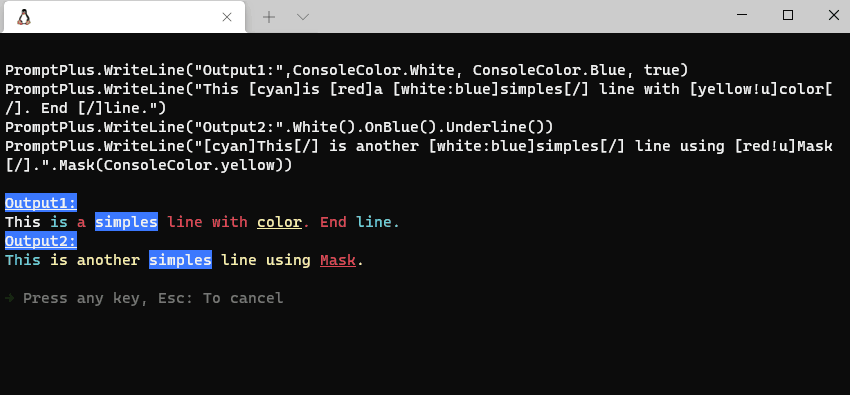 PromptPlus.WriteLine("Output1:",ConsoleColor.White, ConsoleColor.Blue, true)
PromptPlus.WriteLine("This [cyan]is [red]a [white:blue]simples[/] line with [yellow!u]color[
/]. End [/]line.")
PromptPlus.WriteLine("Output2:".White().OnBlue().Underline())
PromptPlus.WriteLine("[cyan]This[/] is another [white:blue]simples[/] line using [red!u]Mask
[/].".Mask(ConsoleColor.yellow))
Output1:
This is a simples line with color. End line.
Output2:
This is another simples line using Mask.
→ Press any key, Esc: To cancel